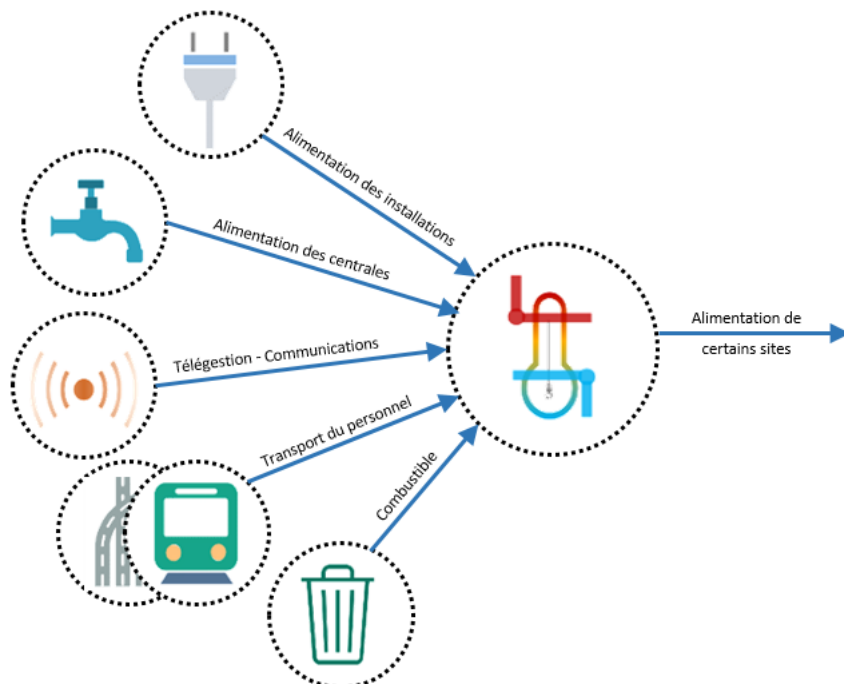 Alimentation des installations
Alimentation des centrales
Télégestion - Communications
Transport du personnel
Combustible
Alimentation de
certains sites